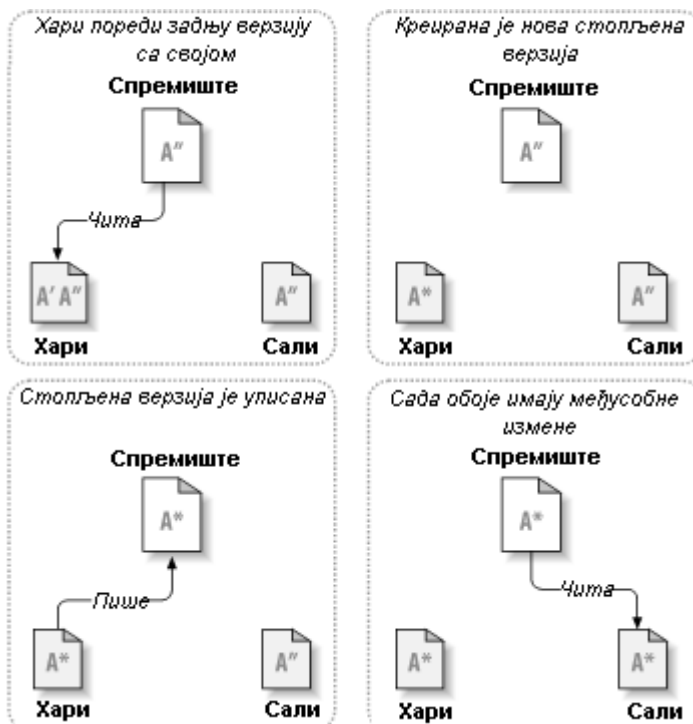 Хари пореди задњу верзију
са својом
Спремиште
А"
Чита
А' А"
А"
Хари
Сали
Креирана је нова стопљена
верзија
Спремиште
А"
А*
А"
Хари
Сали
Стопљена верзија је уписана
Спремиште
А*
Пише
А*
А"
Хари
Сали
Сада обоје имају међусобне
измене
Спремиште
А*
Чита
А*
А*
Хари
Сали